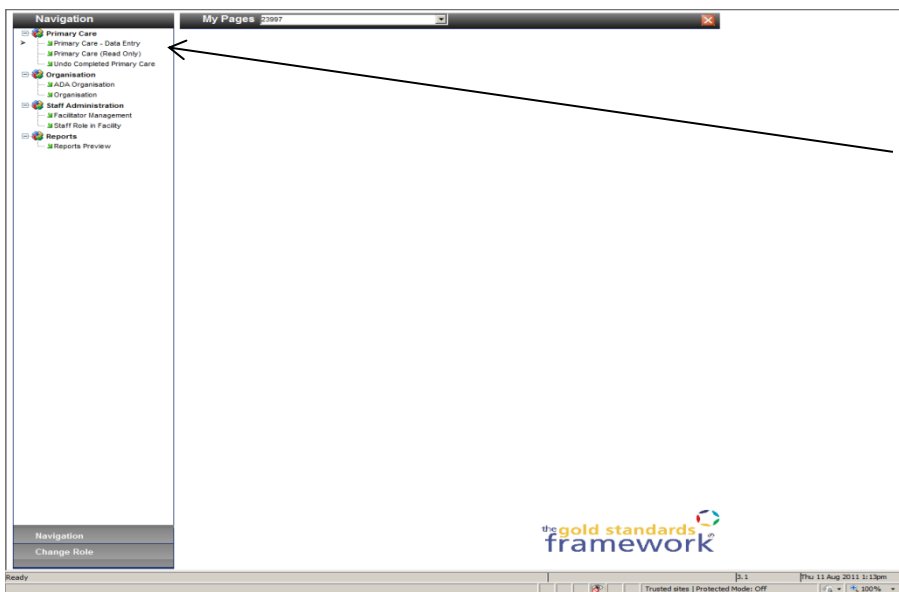 Navigation
My Pages 23997
Primary Care
Primary Care - Data Entry
Primary Care (Read Only)
Undo Completed Primary Care
Organisation
ADA Organisation
Organisation
Staff Administration
Facilitator Management
Staff Role in Facility
Reports
Reports Preview
the gold standards
framework
Navigation
Change Role
Ready
3.1
Thu 11 Aug 2011 1:13pm
Trusted sites | Protected Mode: Off
100%